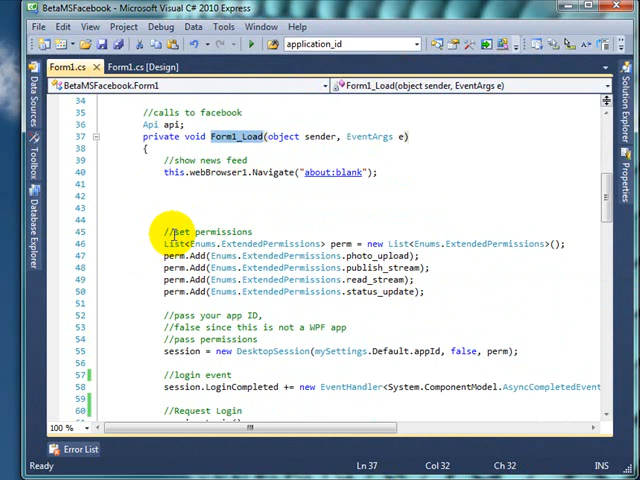 BetaMSFacebook - Microsoft Visual C# 2010 Express
File Edit View Project Debug Data Tools Window Help
application_id
Form1.cs Form1.cs [Design]
BetaMSFacebook.Form1 Form1_Load(object sender, EventArgs e)
34
35 //calls to facebook
36 Api api;
37 private void Form1_Load(object sender, EventArgs e)
38 {
39 //show news feed
40 this.webBrowser1.Navigate("about:blank");
41
42
45 //set permissions
46 List<Enums.ExtendedPermissions> perm = new List<Enums.ExtendedPermissions>();
47 perm.Add(Enums.ExtendedPermissions.photo_upload);
48 perm.Add(Enums.ExtendedPermissions.publish_stream);
49 perm.Add(Enums.ExtendedPermissions.read_stream);
50 perm.Add(Enums.ExtendedPermissions.status_update);
51
52 //pass your app ID,
53 //false since this is not a WPF app
54 //pass permissions
55 session = new DesktopSession(mySettings.Default.appId, false, perm);
56
57 //login event
58 session.LoginCompleted += new EventHandler<System.ComponentModel.AsyncCompletedEvent
59
60 //Request Login
100 %
Error List
Ready Ln 37 Col 32 Ch 32 INS
Data Sources
Toolbox
Database Explorer
Solution Explorer
Properties